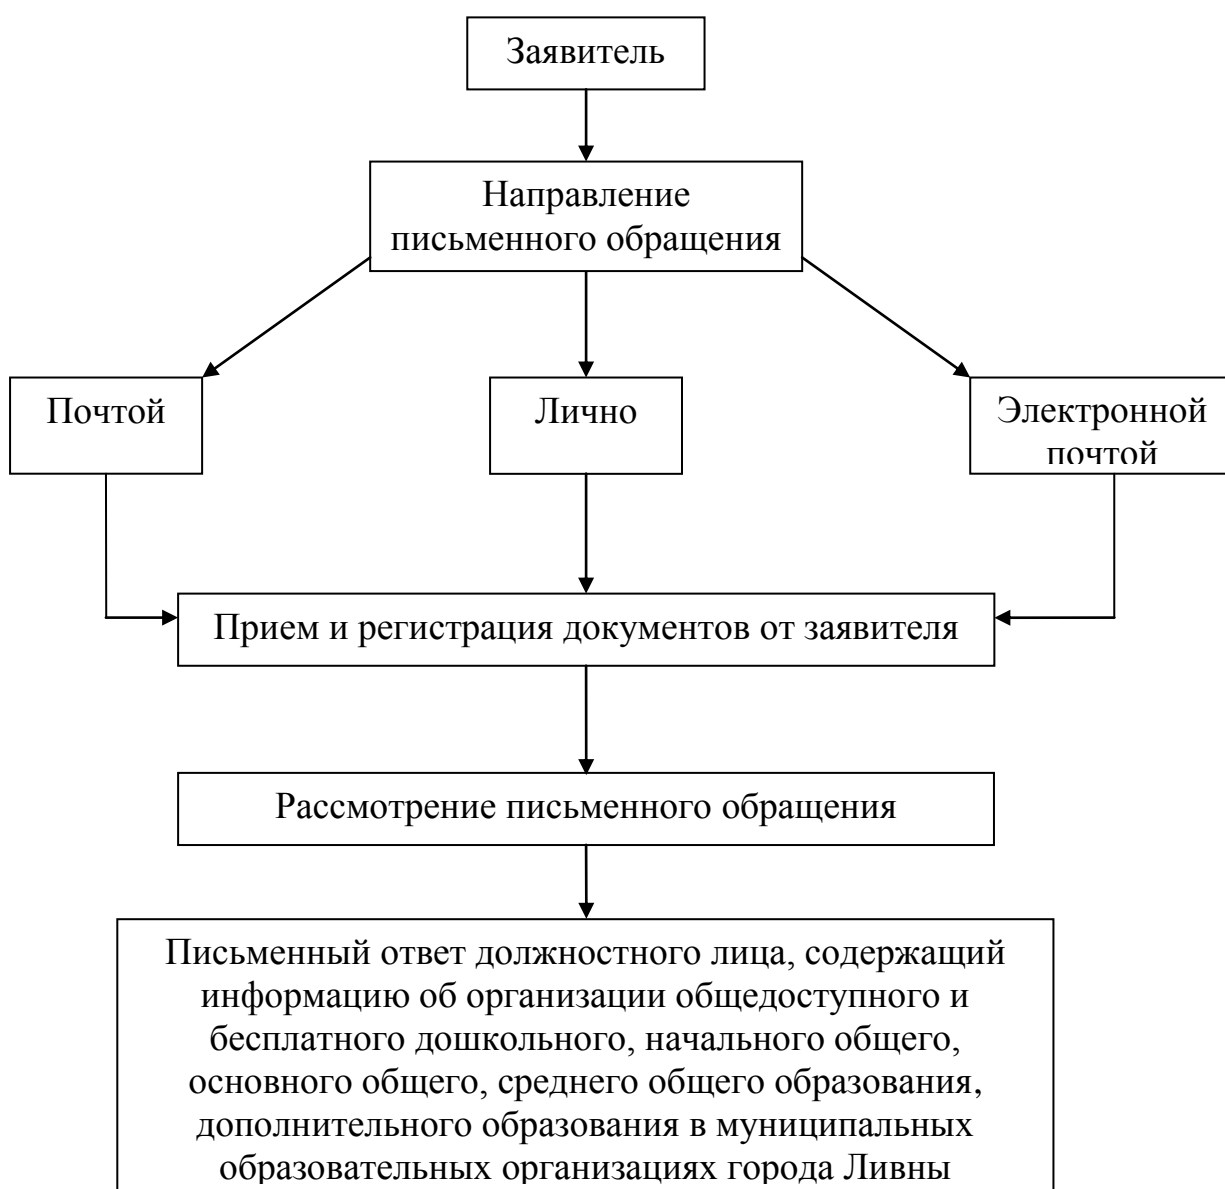 Заявитель
Направление
письменного обращения
Почтой
Лично
Электронной
почтой
Прием и регистрация документов от заявителя
Рассмотрение письменного обращения
Письменный ответ должностного лица, содержащий
информацию об организации общедоступного и
бесплатного дошкольного, начального общего,
основного общего, среднего общего образования,
дополнительного образования в муниципальных
образовательных организациях города Ливны